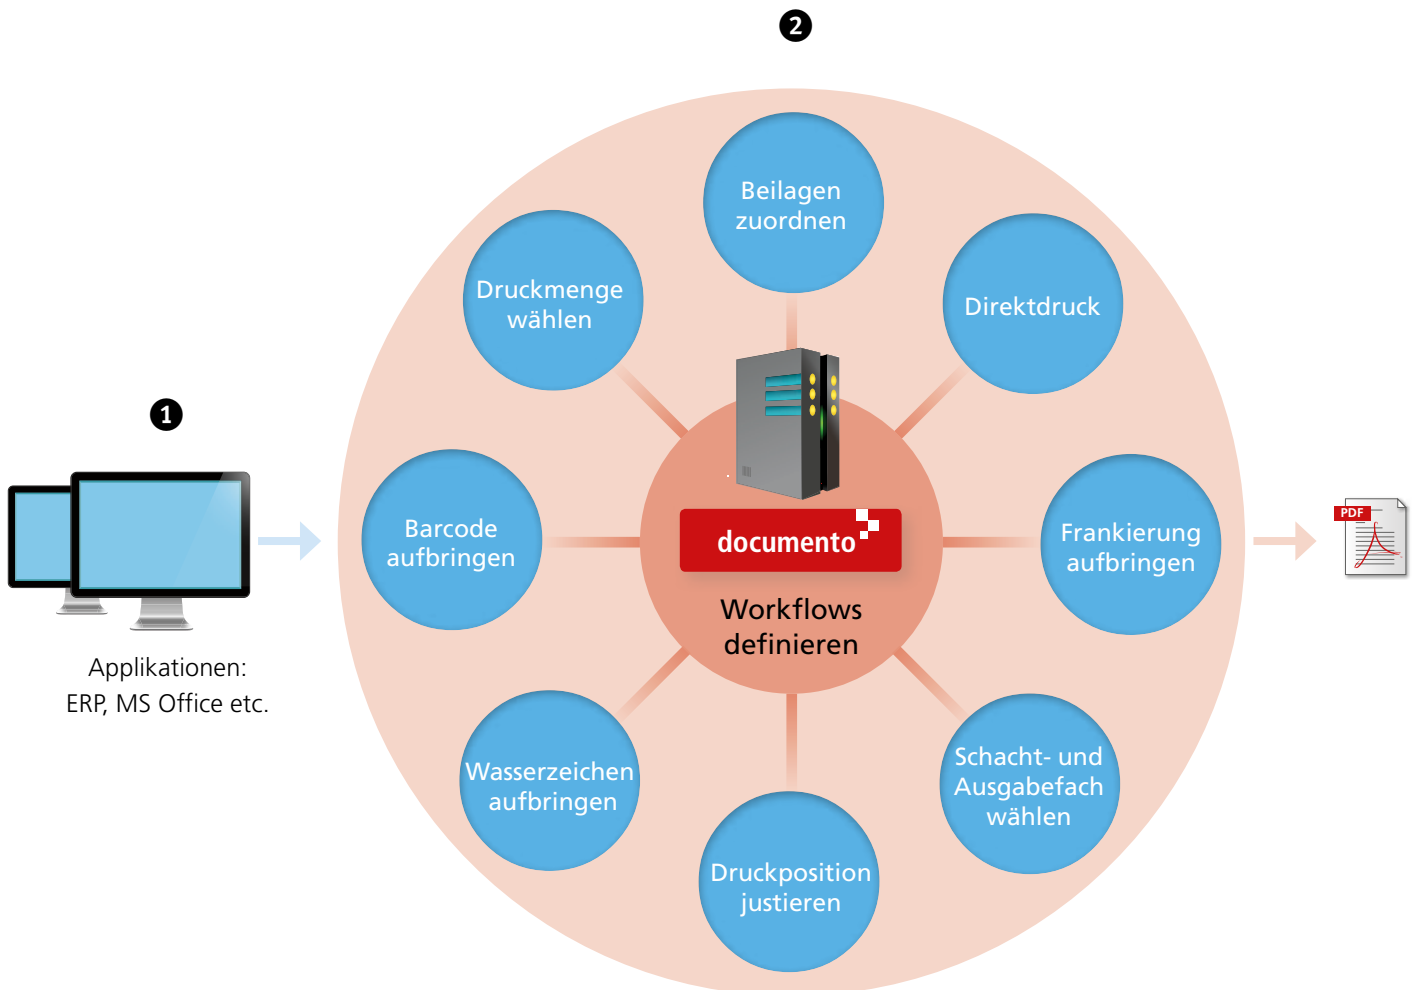 2
Beilagen
zuordnen
Druckmenge
wählen
Direktdruck
1
Barcode
aufbringen
documento
Frankierung
aufbringen
PDF
Workflows
definieren
Applikationen:
ERP, MS Office etc.
Wasserzeichen
aufbringen
Schacht- und
Ausgabefach
wählen
Druckposition
justieren